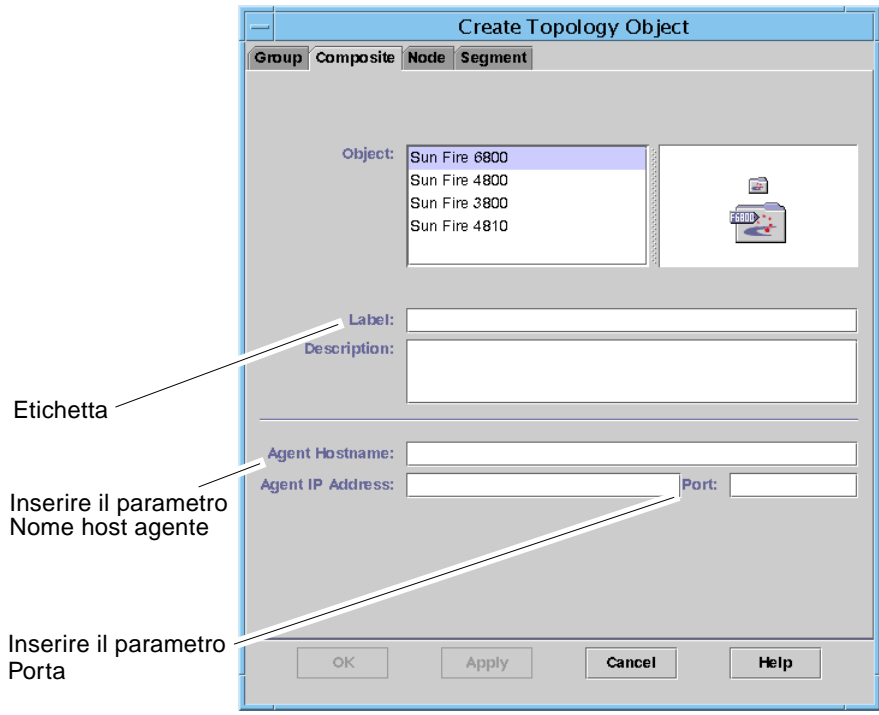 Create Topology Object
Group Composite Node Segment
Object:
Sun Fire 6800
Sun Fire 4800
Sun Fire 3800
Sun Fire 4810
F6800
Label:
Description:
Etichetta
Agent Hostname:
Agent IP Address:
Port:
Inserire il parametro
Nome host agente
Inserire il parametro
Porta
OK Apply Cancel Help